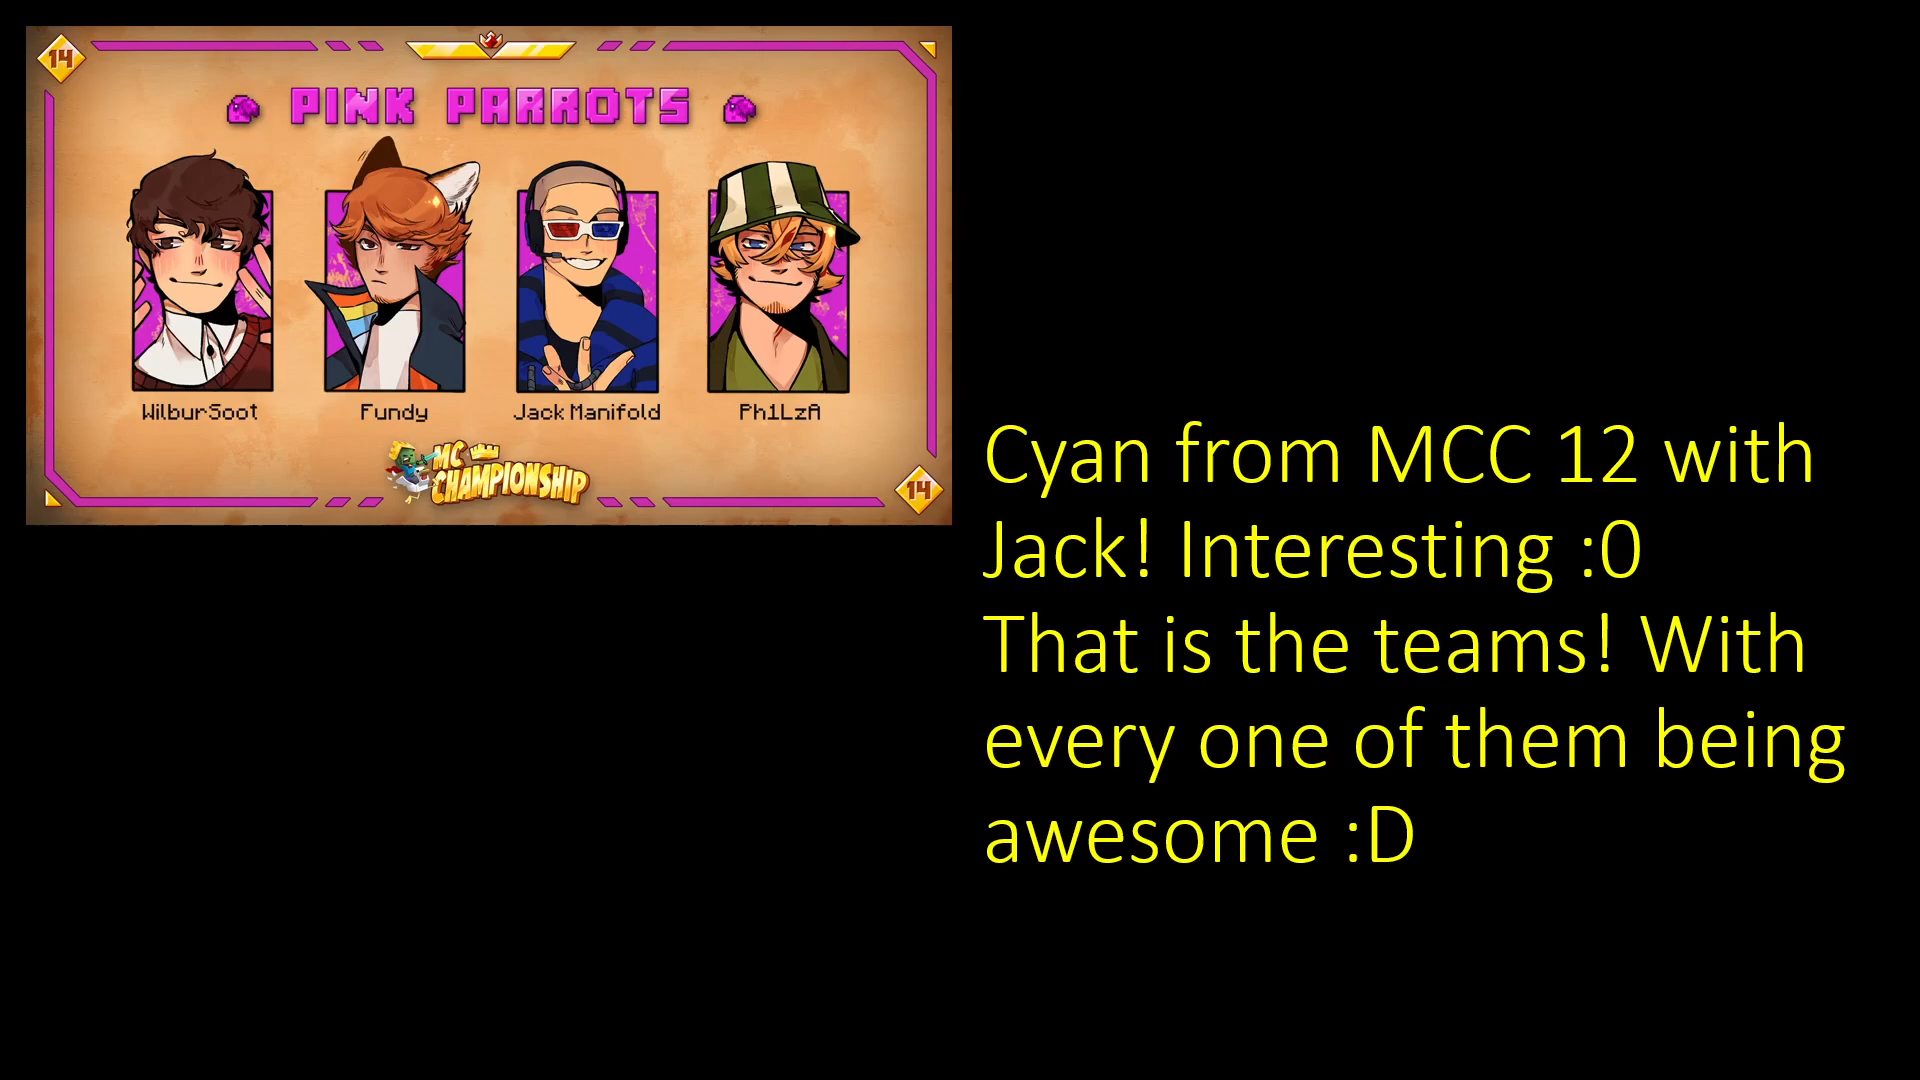 14
PINK PARROTS
WilburSoot
Fundy
Jack Manifold
Ph1LzA
MC
CHAMPIONSHIP
14
Cyan from MCC 12 with
Jack! Interesting :0
That is the teams! With
every one of them being
awesome :D